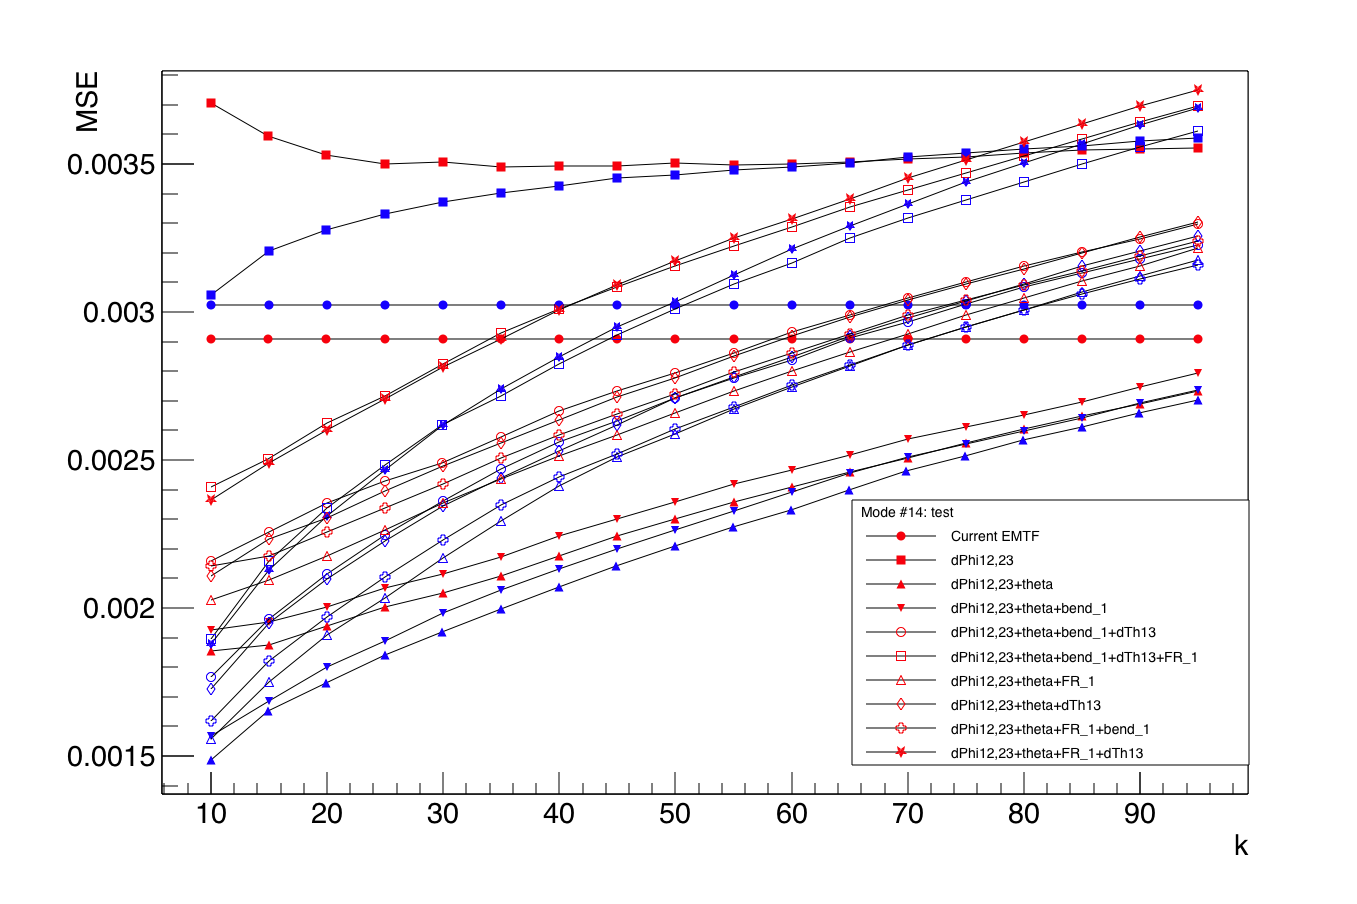 MSE
0.0035
0.003
0.0025
0.002
0.0015
Mode #14: test
Current EMTF
dPhi12,23
dPhi12,23+theta
dPhi12,23+theta+bend_1
dPhi12,23+theta+bend_1+dTh13
dPhi12,23+theta+bend_1+dTh13+FR_1
dPhi12,23+theta+FR_1
dPhi12,23+theta+dTh13
dPhi12,23+theta+FR_1+bend_1
dPhi12,23+theta+FR_1+dTh13
10 20 30 40 50 60 70 80 90
k